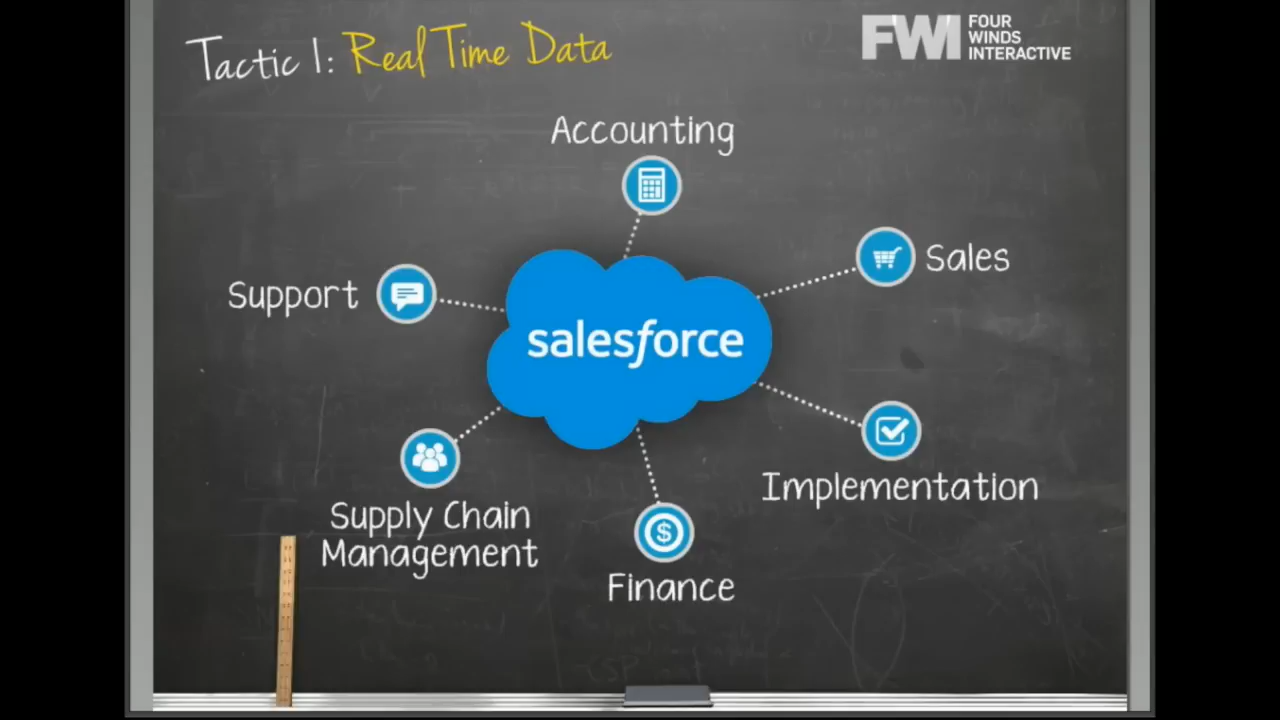 Tactic 1: Real Time Data
FWI FOUR
WINDS
INTERACTIVE
Accounting
Sales
Support
salesforce
Implementation
Supply Chain
Management
$
Finance